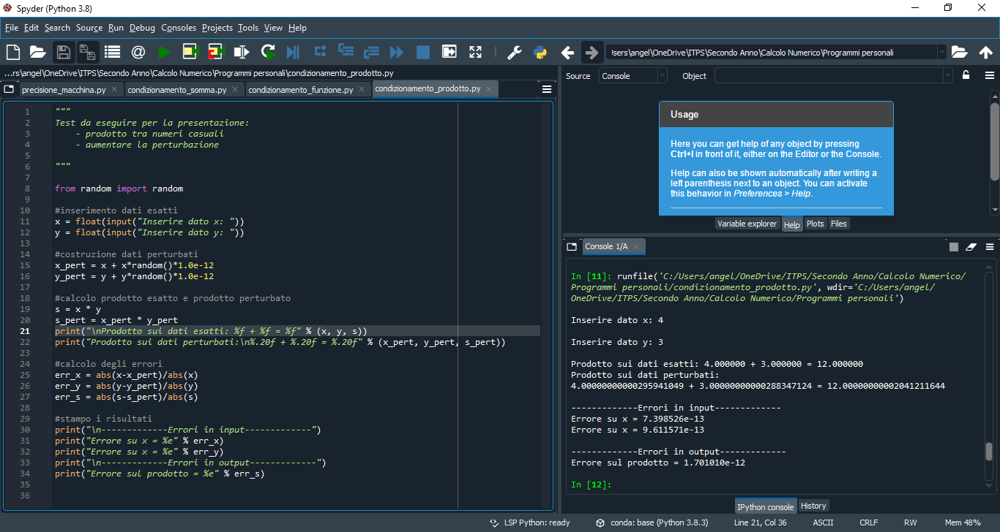 Spyder (Python 3.8)
File Edit Search Source Run Debug Consoles Projects Tools View Help
lsers\angel\OneDrive\ITPS\Secondo Anno\Calcolo Numerico\Programmi personali
...rs\angel\OneDrive\ITPS\Secondo Anno\Calcolo Numerico\Programmi personali\condizionamento_prodotto.py
precisione_macchina.py condizionamento_somma.py condizionamento_funzione.py condizionamento_prodotto.py
1 """
2 Test da eseguire per la presentazione:
3     - prodotto tra numeri casuali
4     - aumentare la perturbazione
5
6 """
7
8 from random import random
9
10 #inserimento dati esatti
11 x = float(input("Inserire dato x: "))
12 y = float(input("Inserire dato y: "))
13
14 #costruzione dati perturbati
15 x_pert = x + x*random()*1.0e-12
16 y_pert = y + y*random()*1.0e-12
17
18 #calcolo prodotto esatto e prodotto perturbato
19 s = x * y
20 s_pert = x_pert * y_pert
21 print("\nProdotto sui dati esatti: %f + %f = %f" % (x, y, s))
22 print("Prodotto sui dati perturbati:\n%.20f + %.20f = %.20f" % (x_pert, y_pert, s_pert))
23
24 #calcolo degli errori
25 err_x = abs(x-x_pert)/abs(x)
26 err_y = abs(y-y_pert)/abs(y)
27 err_s = abs(s-s_pert)/abs(s)
28
29 #stampo i risultati
30 print("\n-------------Errori in input-------------")
31 print("Errore su x = %e" % err_x)
32 print("Errore su x = %e" % err_y)
33 print("\n-------------Errori in output-------------")
34 print("Errore sul prodotto = %e" % err_s)
35
36
Source Console Object
Usage
Here you can get help of any object by pressing
Ctrl+I in front of it, either on the Editor or the Console.
Help can also be shown automatically after writing a
left parenthesis next to an object. You can activate
this behavior in Preferences > Help.
Variable explorer Help Plots Files
Console 1/A
In [11]: runfile('C:/Users/angel/OneDrive/ITPS/Secondo Anno/Calcolo Numerico/
Programmi personali/condizionamento_prodotto.py', wdir='C:/Users/angel/
OneDrive/ITPS/Secondo Anno/Calcolo Numerico/Programmi personali')
Inserire dato x: 4
Inserire dato y: 3
Prodotto sui dati esatti: 4.000000 + 3.000000 = 12.000000
Prodotto sui dati perturbati:
4.00000000000295941049 + 3.00000000000288347124 = 12.00000000002041211644
-------------Errori in input-------------
Errore su x = 7.398526e-13
Errore su x = 9.611571e-13
-------------Errori in output-------------
Errore sul prodotto = 1.701010e-12
In [12]:
IPython console History
LSP Python: ready conda: base (Python 3.8.3) Line 21, Col 36 ASCII CRLF RW Mem 48%